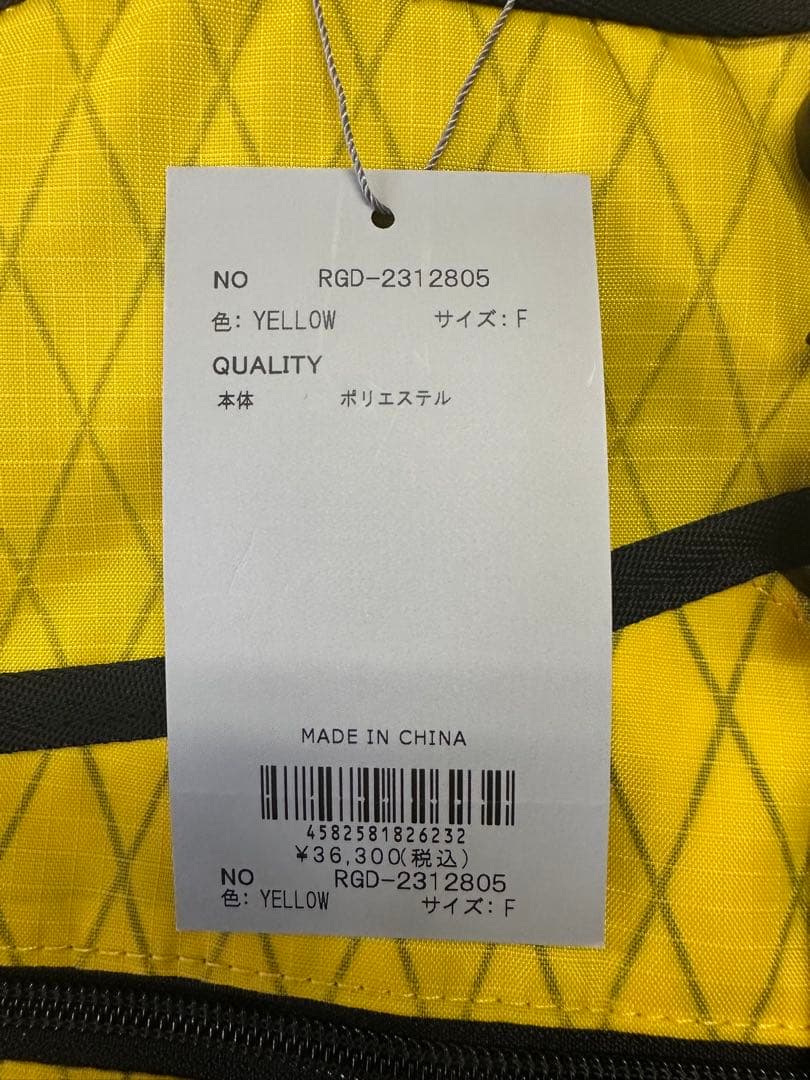 NO RGD-2312805
色: YELLOW サイズ: F
QUALITY
本体 ポリエステル
MADE IN CHINA
4582581826232
¥36,300(税込)
NO RGD-2312805
色: YELLOW サイズ: F